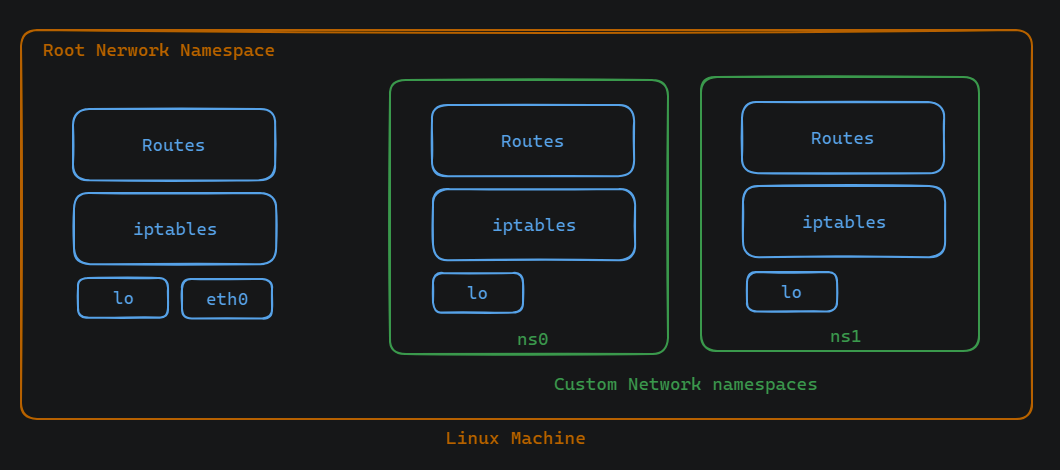 Root Nerwork Namespace
Routes
iptables
lo
eth0
Routes
iptables
lo
ns0
Routes
iptables
lo
ns1
Custom Network namespaces
Linux Machine